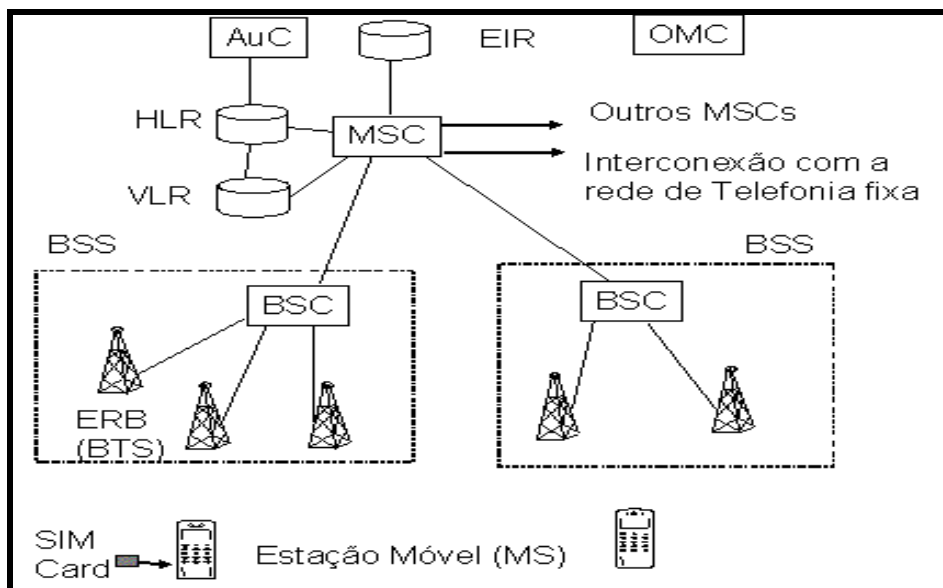 AuC
EIR
OMC
HLR
MSC
Outros MSCs
Interconexão com a
rede de Telefonia fixa
VLR
BSS
BSS
BSC
BSC
ERB
(BTS)
SIM
Card
Estação Móvel (MS)